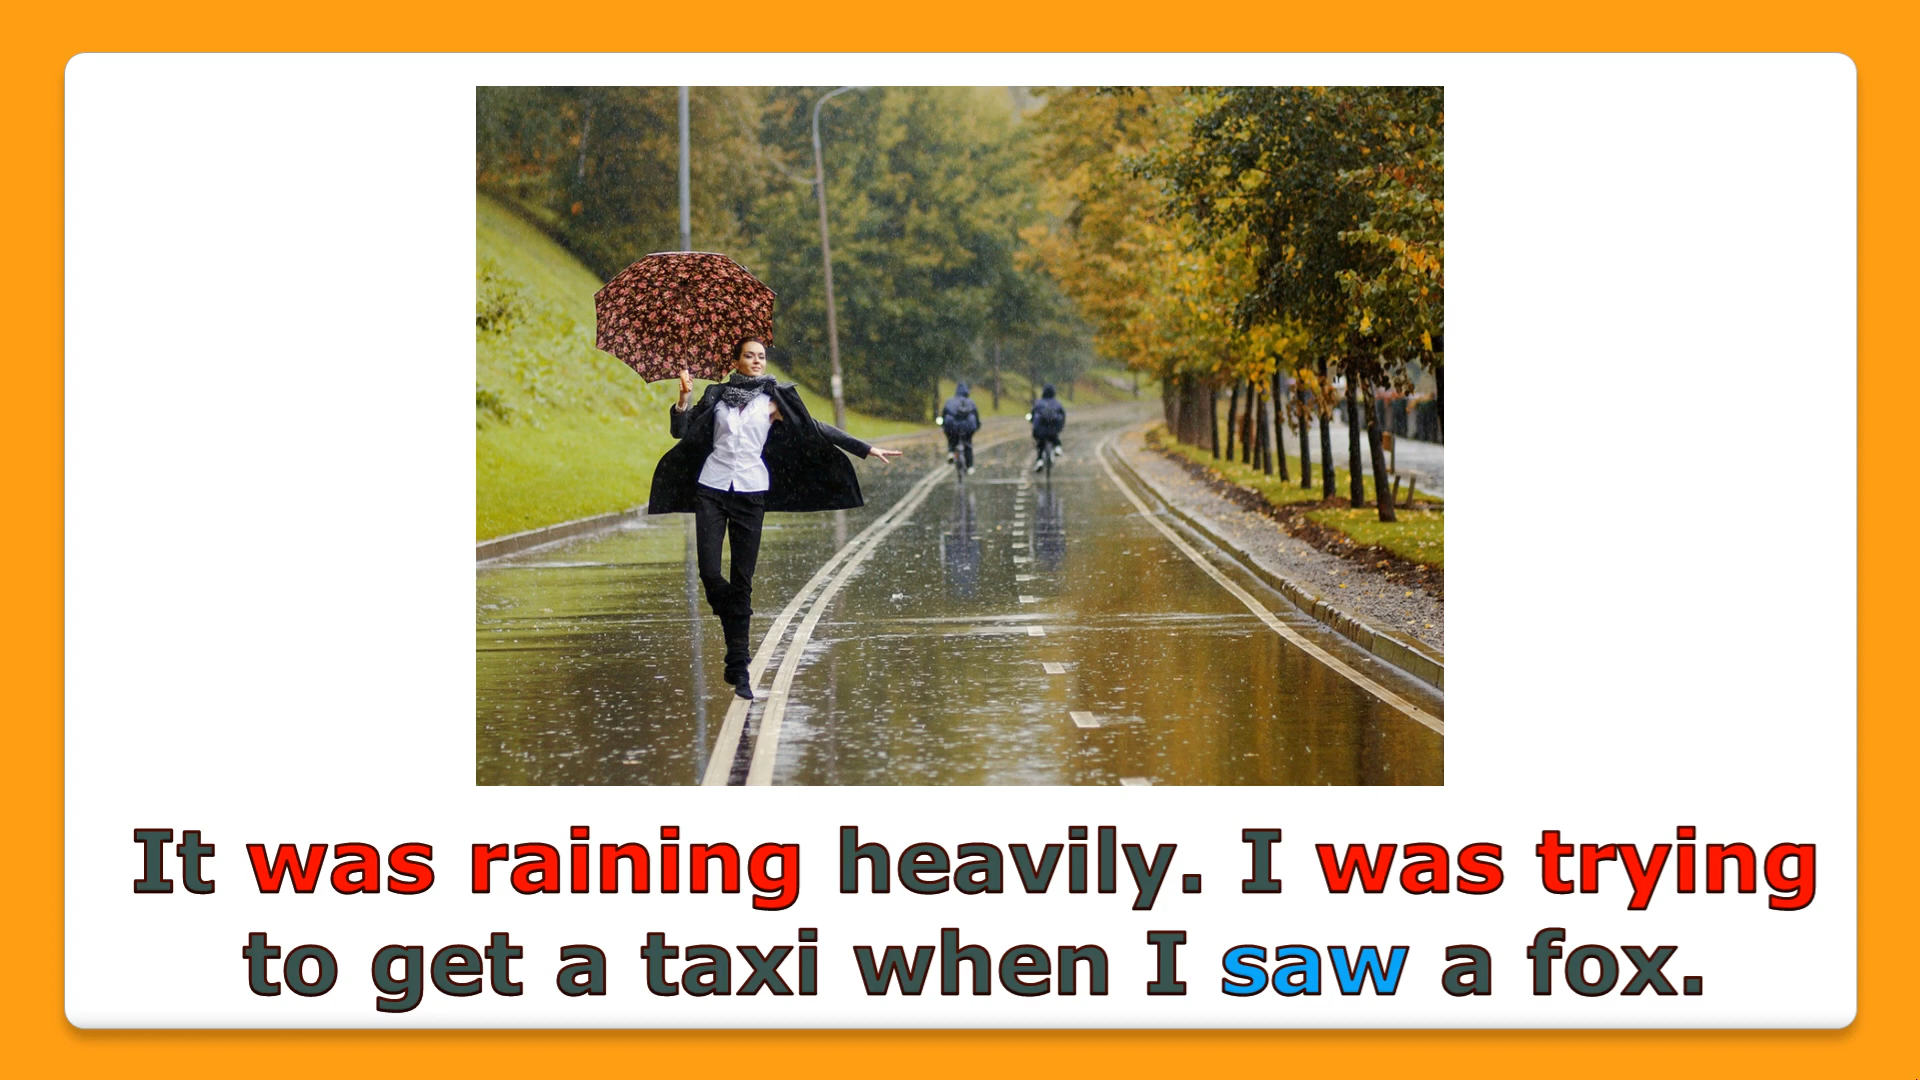 It was raining heavily. I was trying
to get a taxi when I saw a fox.